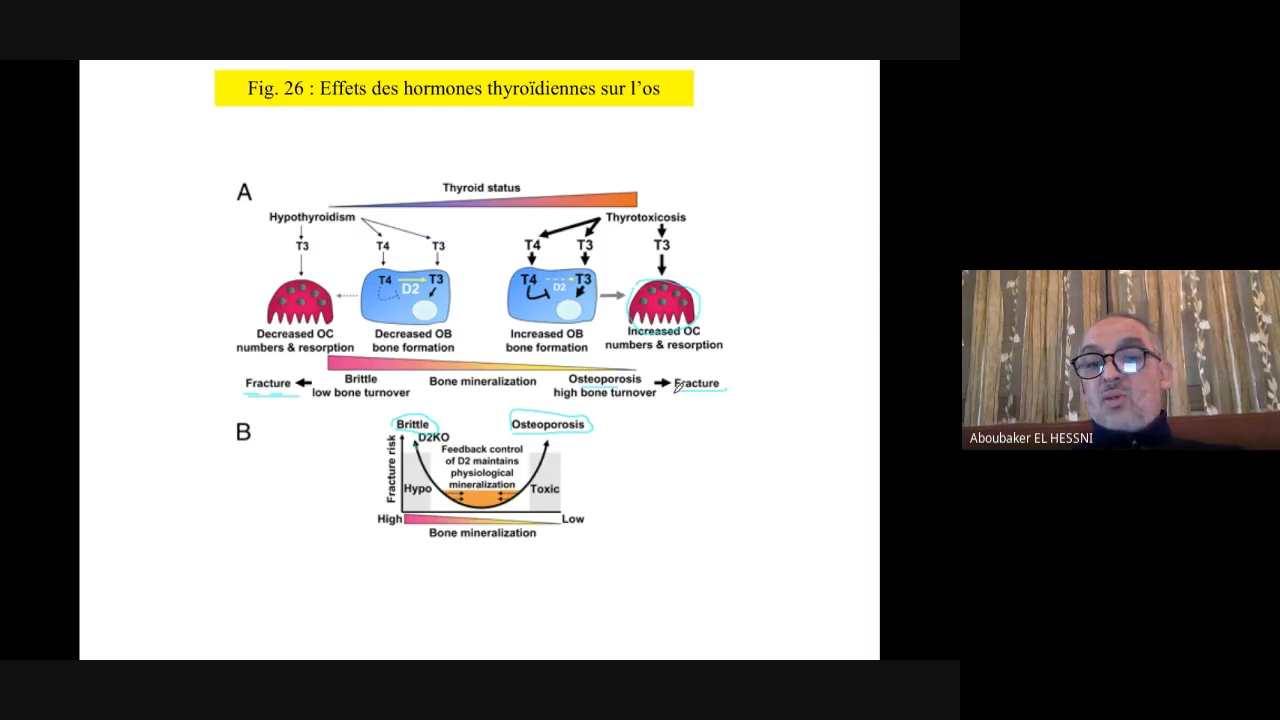 Fig. 26 : Effets des hormones thyroïdiennes sur l'os
A
Thyroid status
Hypothyroidism
Thyrotoxicosis
T3
T4
T3
T4
T3
T3
T4
T3
D2
T4
D2
T3
Decreased OC
numbers & resorption
Decreased OB
bone formation
Increased OB
bone formation
Increased OC
numbers & resorption
Fracture
Brittle
low bone turnover
Bone mineralization
Osteoporosis
high bone turnover
Fracture
B
Brittle
D2KO
Osteoporosis
Fracture risk
Feedback control
of D2 maintains
physiological
mineralization
Hypo
Toxic
High
Low
Bone mineralization
Aboubaker EL HESSNI